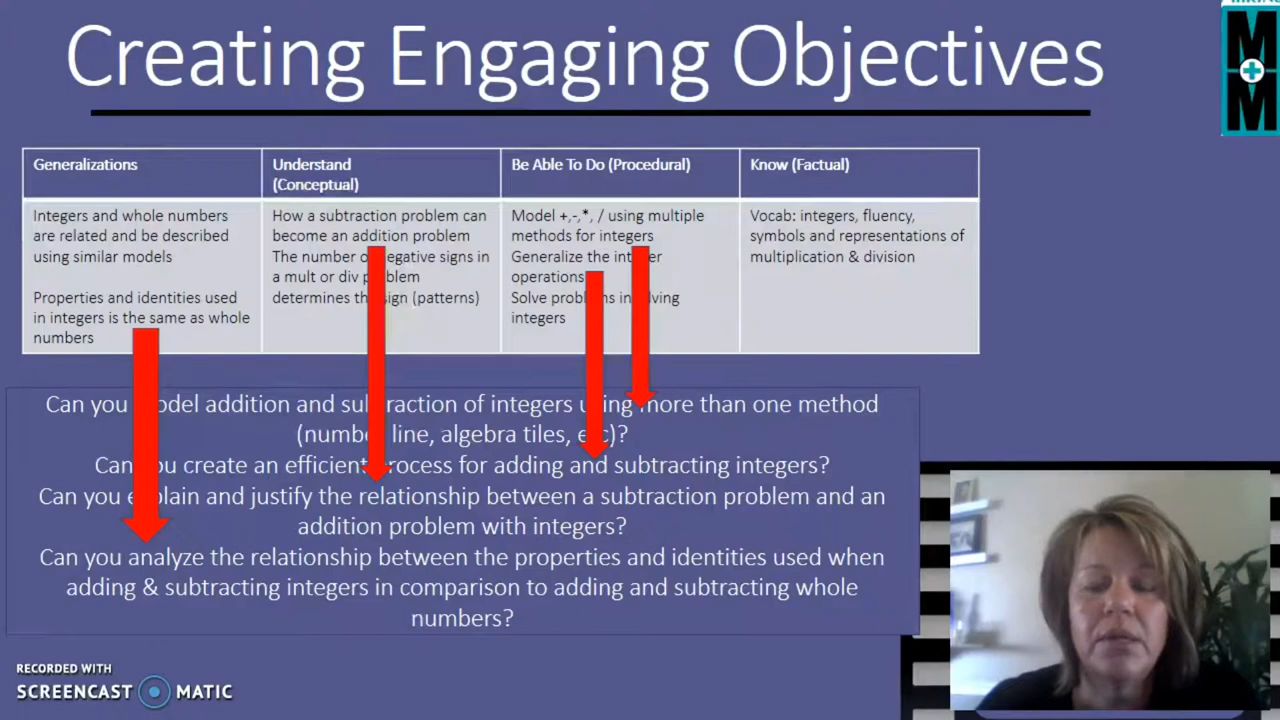 Creating Engaging Objectives
M
M
Generalizations
Understand
(Conceptual)
Be Able To Do (Procedural)
Know (Factual)
Integers and whole numbers
are related and be described
using similar models
Properties and identities used
in integers is the same as whole
numbers
How a subtraction problem can
become an addition problem
The number of negative signs in
a mult or div problem
determines the sign (patterns)
Model +,-,*, / using multiple
methods for integers
Generalize the integer
operations
Solve problems involving
integers
Vocab: integers, fluency,
symbols and representations of
multiplication & division
Can you model addition and subtraction of integers using more than one method
(number line, algebra tiles, etc)?
Can you create an efficient process for adding and subtracting integers?
Can you explain and justify the relationship between a subtraction problem and an
addition problem with integers?
Can you analyze the relationship between the properties and identities used when
adding & subtracting integers in comparison to adding and subtracting whole
numbers?
RECORDED WITH
SCREENCAST MATIC